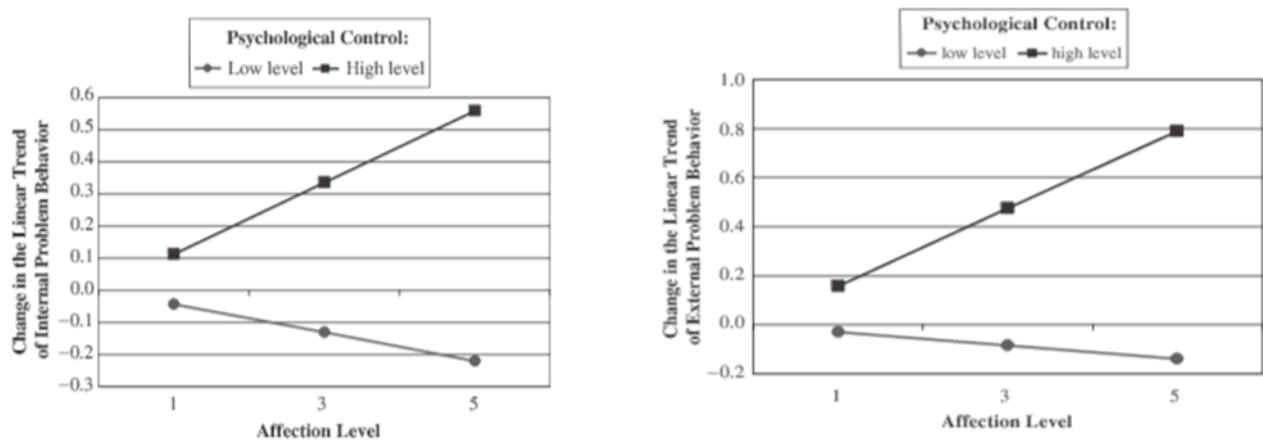 Psychological Control:
Low level High level
0.6
0.5
0.4
0.3
0.2
0.1
0.0
−0.1
−0.2
−0.3
1 3 5
Affection Level
Change in the Linear Trend
of Internal Problem Behavior
Psychological Control:
low level high level
1.0
0.8
0.6
0.4
0.2
0.0
−0.2
1 3 5
Affection Level
Change in the Linear Trend
of External Problem Behavior